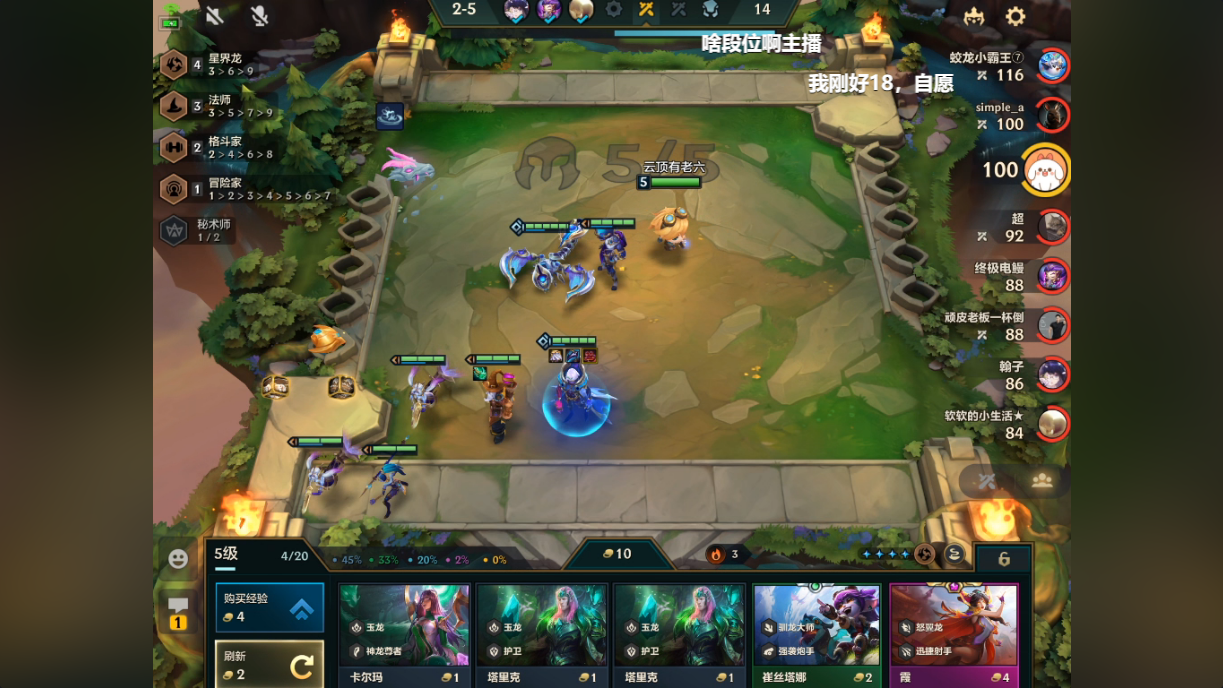 2-5
14
啥段位啊主播
我刚好18，自愿
4
星界龙
3 > 6 > 9
3
法师
3 > 5 > 7 > 9
2
格斗家
2 > 4 > 6 > 8
1
冒险家
1 > 2 > 3 > 4 > 5 > 6 > 7
秘术师
1 / 2
5/5
云顶有老六
5
蛟龙小霸王⑦
116
simple_a
100
100
超
92
终极电鳗
88
顽皮老板一杯倒
88
翰子
86
软软的小生活★
84
1
5级
4/20
45%
33%
20%
2%
0%
10
3
6
购买经验
4
刷新
2
1
玉龙
神龙尊者
卡尔玛
1
玉龙
护卫
塔里克
1
玉龙
护卫
塔里克
1
驯龙大师
强袭炮手
崔丝塔娜
2
怒翼龙
迅捷射手
霞
4